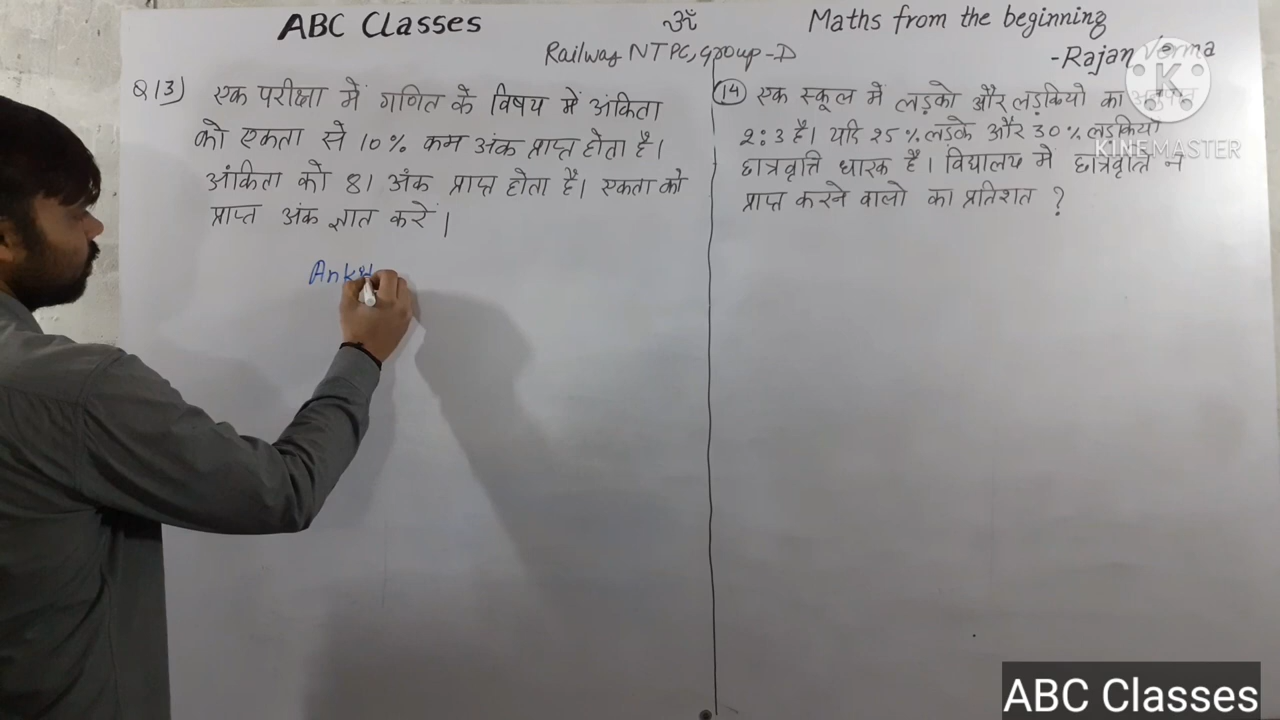 ABC Classes
ॐ
Maths from the beginning
Railway NTPC, Group-D
-Rajan Verma
Q13) एक परीक्षा में गणित के विषय में अंकिता
को एकता से 10% कम अंक प्राप्त होता है।
अंकिता को 81 अंक प्राप्त होता है। एकता को
प्राप्त अंक ज्ञात करें।
14) एक स्कूल में लड़को और लड़कियो का
2:3 है। यदि 25% लड़के और 30% लड़कियाँ
छात्रवृत्ति धारक है। विद्यालय मे छात्रवृत्ति न
प्राप्त करने वालो का प्रतिशत ?
K
KINEMASTER
ABC Classes